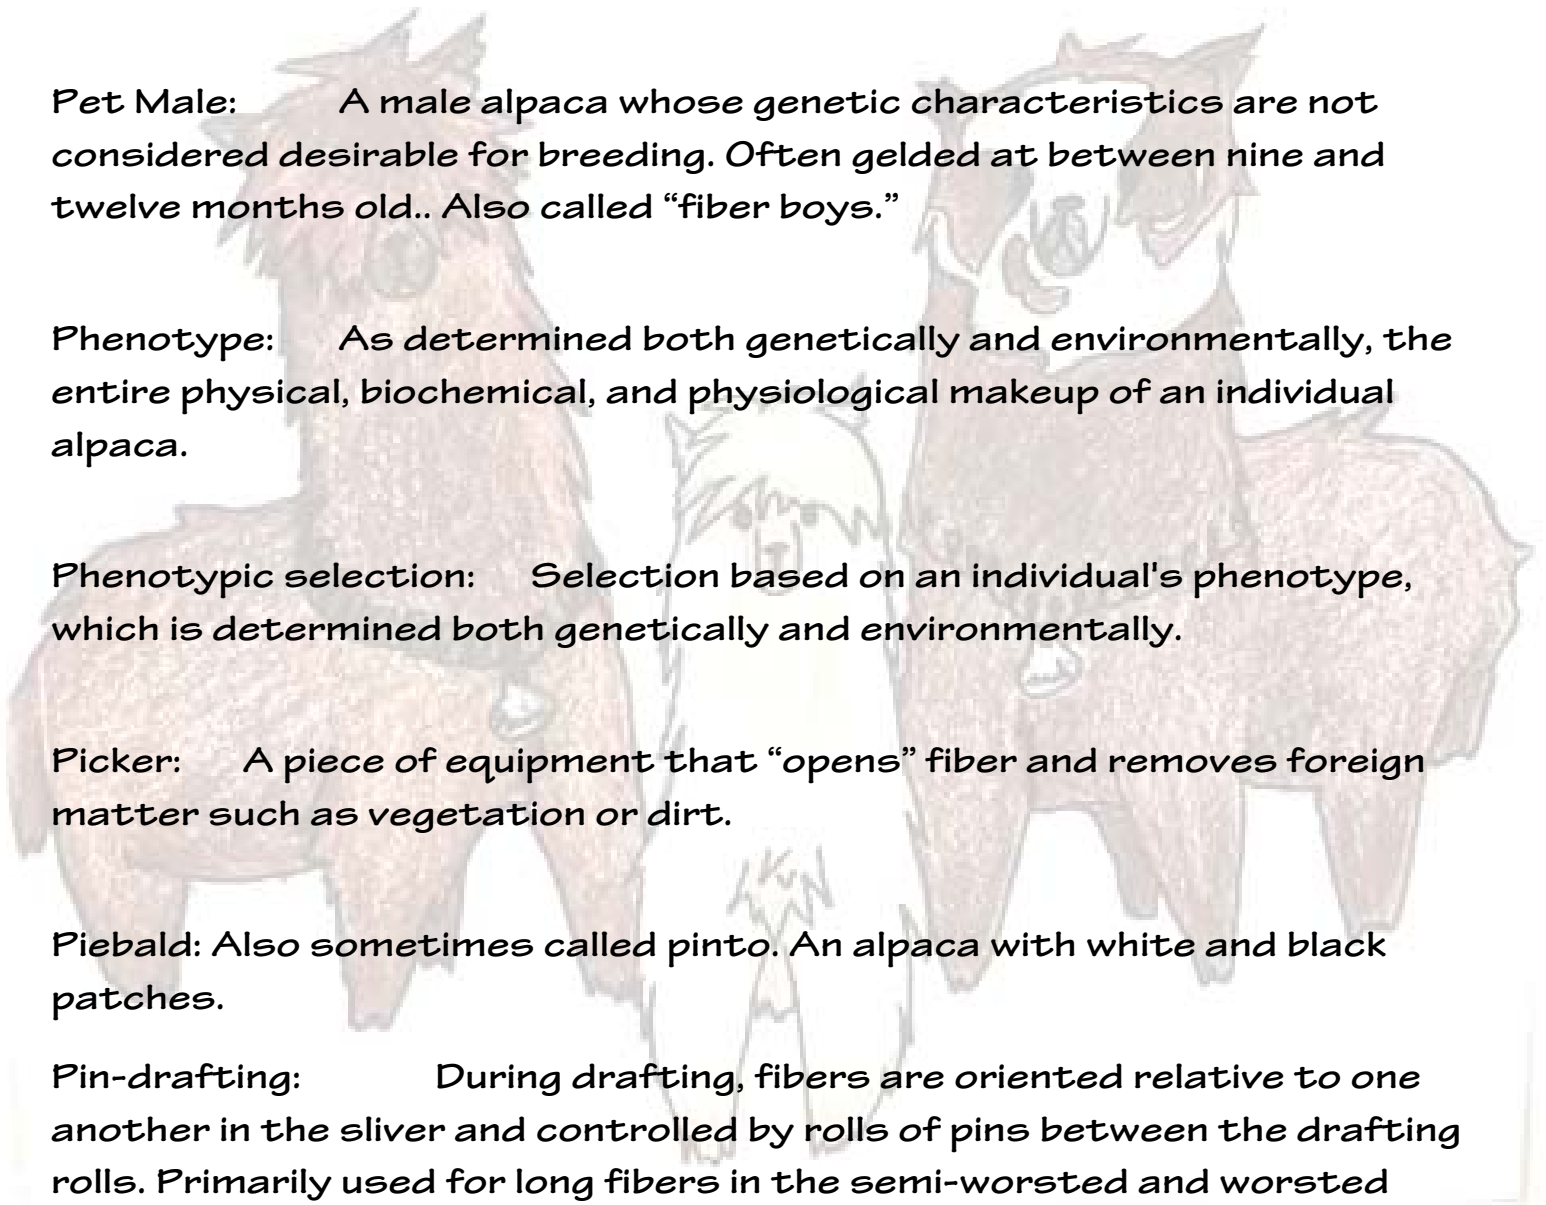 Pet Male: A male alpaca whose genetic characteristics are not
considered desirable for breeding. Often gelded at between nine and
twelve months old.. Also called “fiber boys.”
Phenotype: As determined both genetically and environmentally, the
entire physical, biochemical, and physiological makeup of an individual
alpaca.
Phenotypic selection: Selection based on an individual's phenotype,
which is determined both genetically and environmentally.
Picker: A piece of equipment that “opens” fiber and removes foreign
matter such as vegetation or dirt.
Piebald: Also sometimes called pinto. An alpaca with white and black
patches.
Pin-drafting: During drafting, fibers are oriented relative to one
another in the sliver and controlled by rolls of pins between the drafting
rolls. Primarily used for long fibers in the semi-worsted and worsted